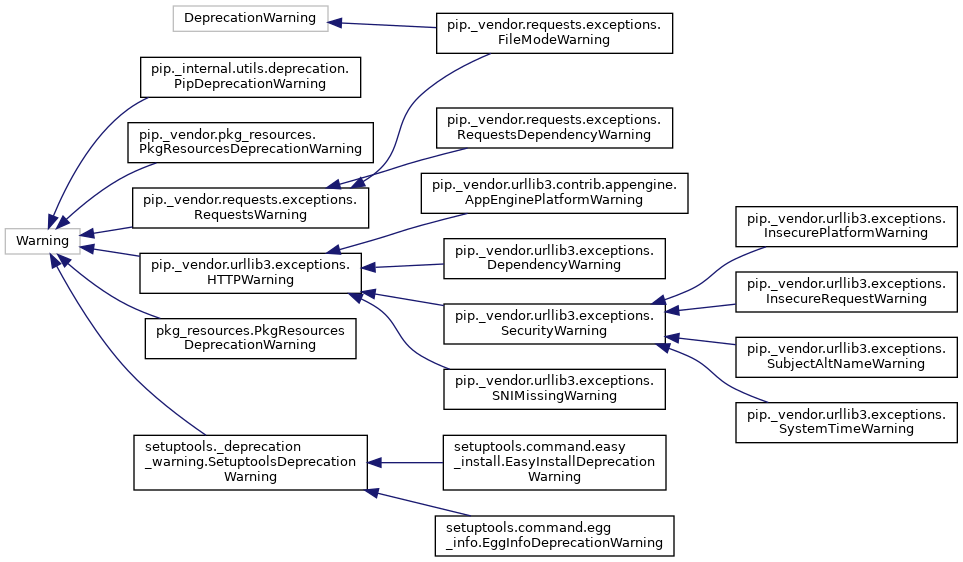 DeprecationWarning
pip._vendor.requests.exceptions.
FileModeWarning
pip._internal.utils.deprecation.
PipDeprecationWarning
pip._vendor.requests.exceptions.
RequestsDependencyWarning
pip._vendor.pkg_resources.
PkgResourcesDeprecationWarning
pip._vendor.requests.exceptions.
RequestsWarning
pip._vendor.urllib3.contrib.appengine.
AppEnginePlatformWarning
Warning
pip._vendor.urllib3.exceptions.
HTTPWarning
pip._vendor.urllib3.exceptions.
DependencyWarning
pip._vendor.urllib3.exceptions.
InsecurePlatformWarning
pip._vendor.urllib3.exceptions.
InsecureRequestWarning
pip._vendor.urllib3.exceptions.
SecurityWarning
pkg_resources.PkgResources
DeprecationWarning
pip._vendor.urllib3.exceptions.
SubjectAltNameWarning
pip._vendor.urllib3.exceptions.
SNIMissingWarning
pip._vendor.urllib3.exceptions.
SystemTimeWarning
setuptools._deprecation
_warning.SetuptoolsDeprecation
Warning
setuptools.command.easy
_install.EasyInstallDeprecation
Warning
setuptools.command.egg
_info.EggInfoDeprecationWarning